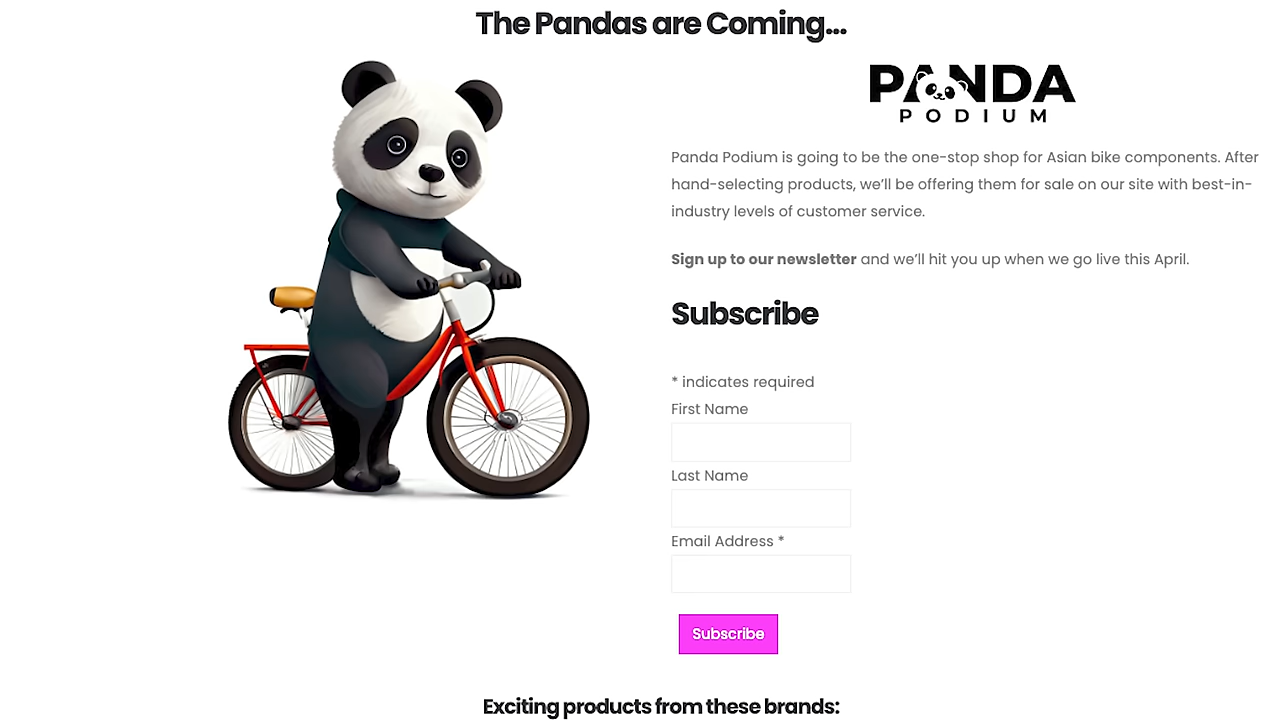 The Pandas are Coming...
PANDA
PODIUM
Panda Podium is going to be the one-stop shop for Asian bike components. After
hand-selecting products, we’ll be offering them for sale on our site with best-in-
industry levels of customer service.
Sign up to our newsletter and we’ll hit you up when we go live this April.
Subscribe
* indicates required
First Name
Last Name
Email Address *
Subscribe
Exciting products from these brands: